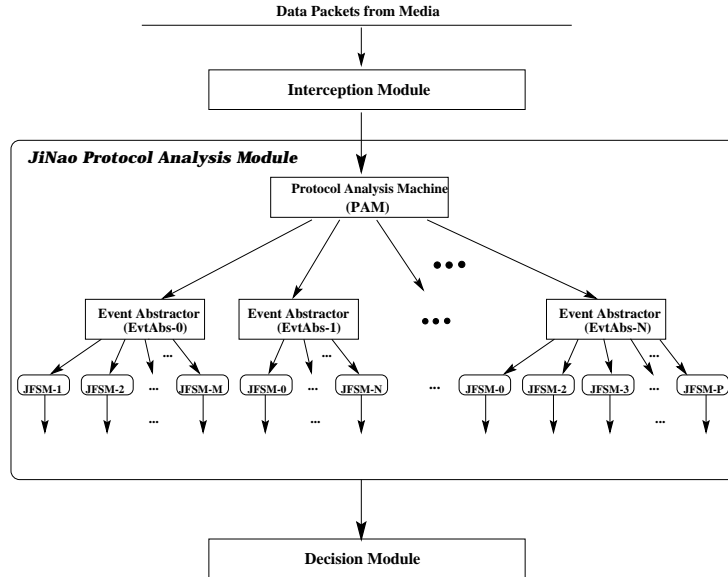 Data Packets from Media
Interception Module
JiNao Protocol Analysis Module
Protocol Analysis Machine
(PAM)
•••
•••
Event Abstractor
(EvtAbs-0)
Event Abstractor
(EvtAbs-1)
Event Abstractor
(EvtAbs-N)
... ... ...
JFSM-1 JFSM-2 ... JFSM-M JFSM-0 ... JFSM-N ... JFSM-0 JFSM-2 JFSM-3 ... JFSM-P
... ... ...
Decision Module